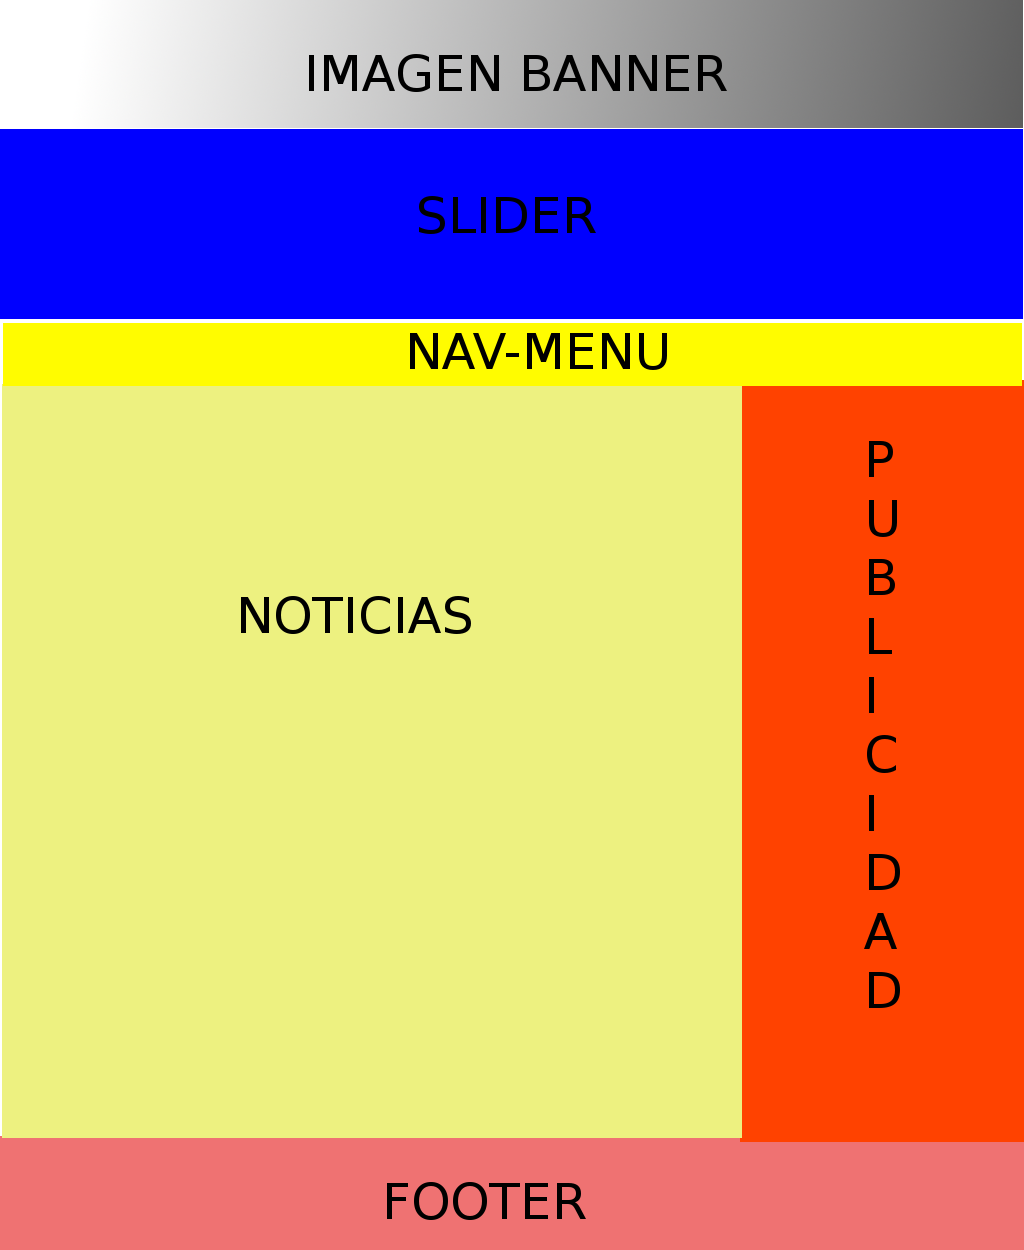 IMAGEN BANNER
SLIDER
NAV-MENU
NOTICIAS
P
U
B
L
I
C
I
D
A
D
FOOTER